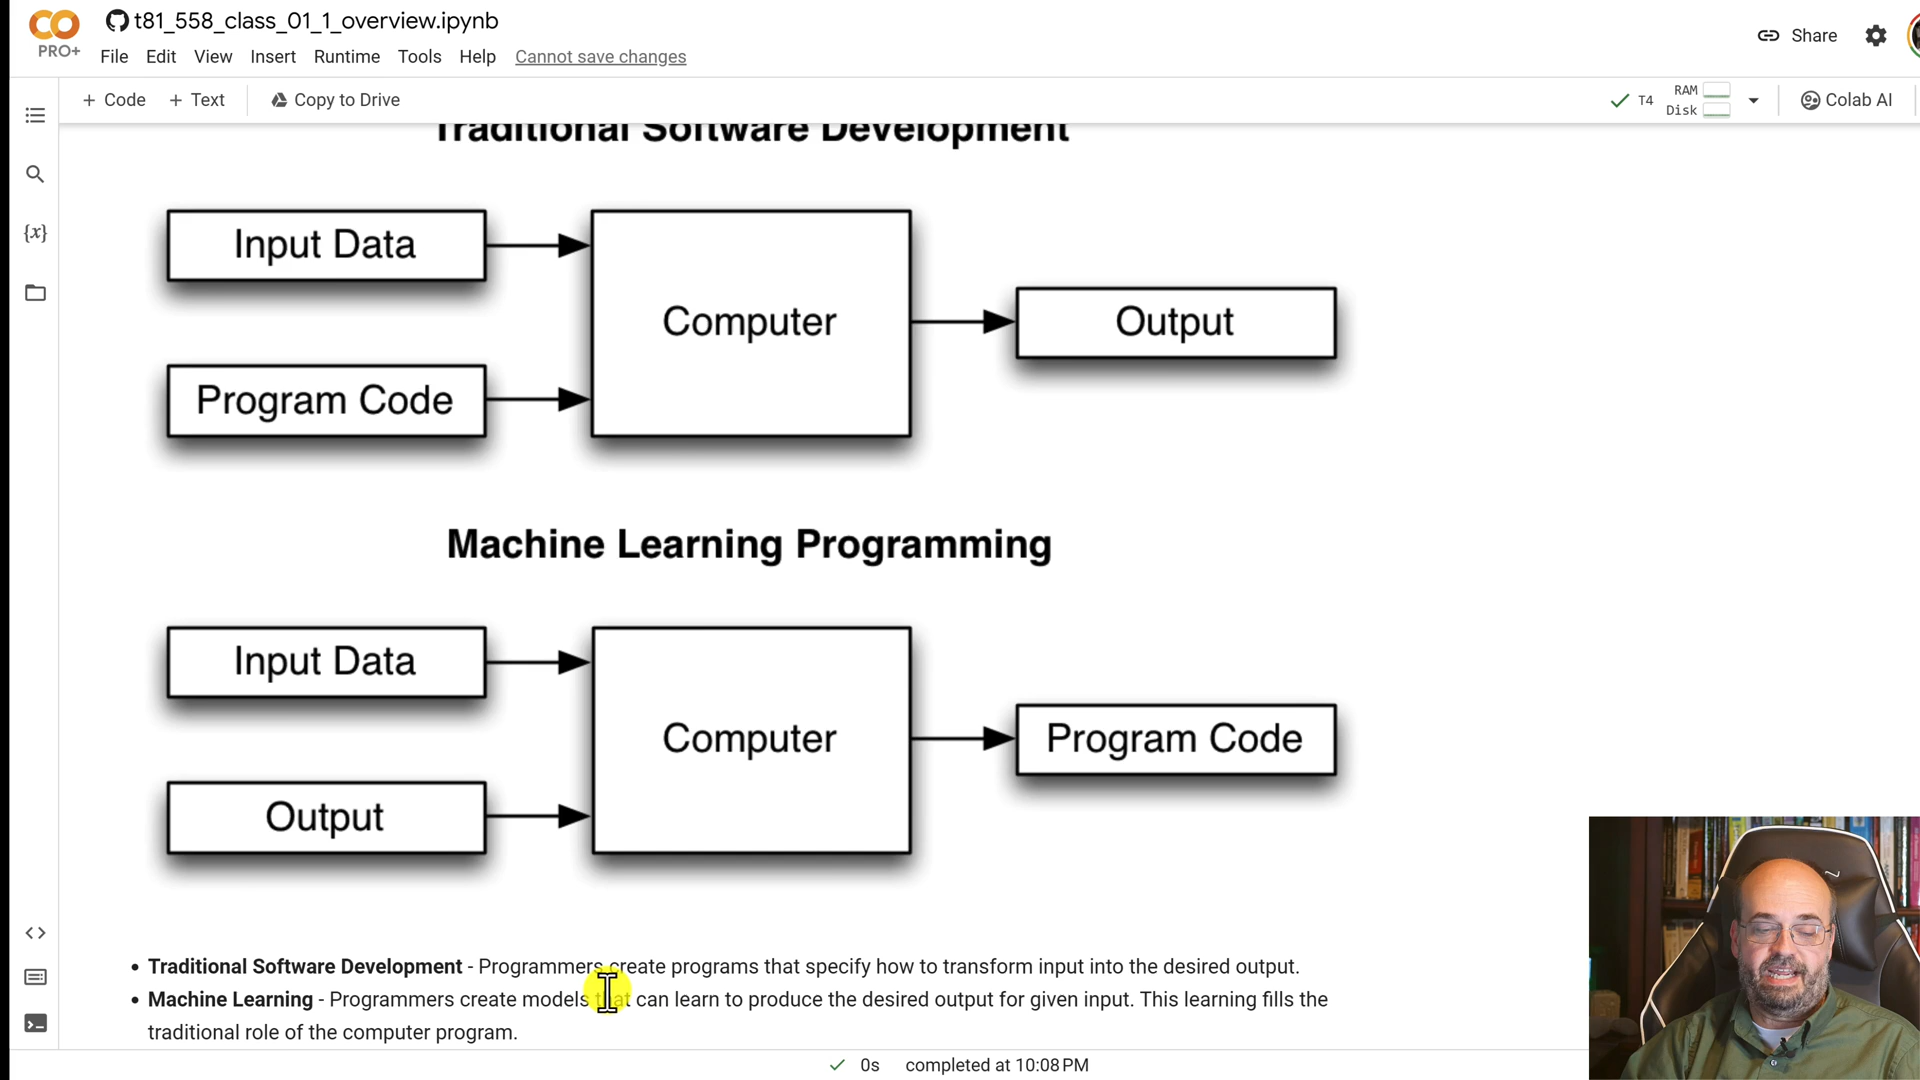 t81_558_class_01_1_overview.ipynb
PRO+
File Edit View Insert Runtime Tools Help Cannot save changes
Share
+ Code + Text Copy to Drive
T4 RAM Disk
Colab AI
Traditional Software Development
Input Data
Computer
Output
Program Code
Machine Learning Programming
Input Data
Computer
Program Code
Output
• Traditional Software Development - Programmers create programs that specify how to transform input into the desired output.
• Machine Learning - Programmers create models that can learn to produce the desired output for given input. This learning fills the
traditional role of the computer program.
0s completed at 10:08 PM